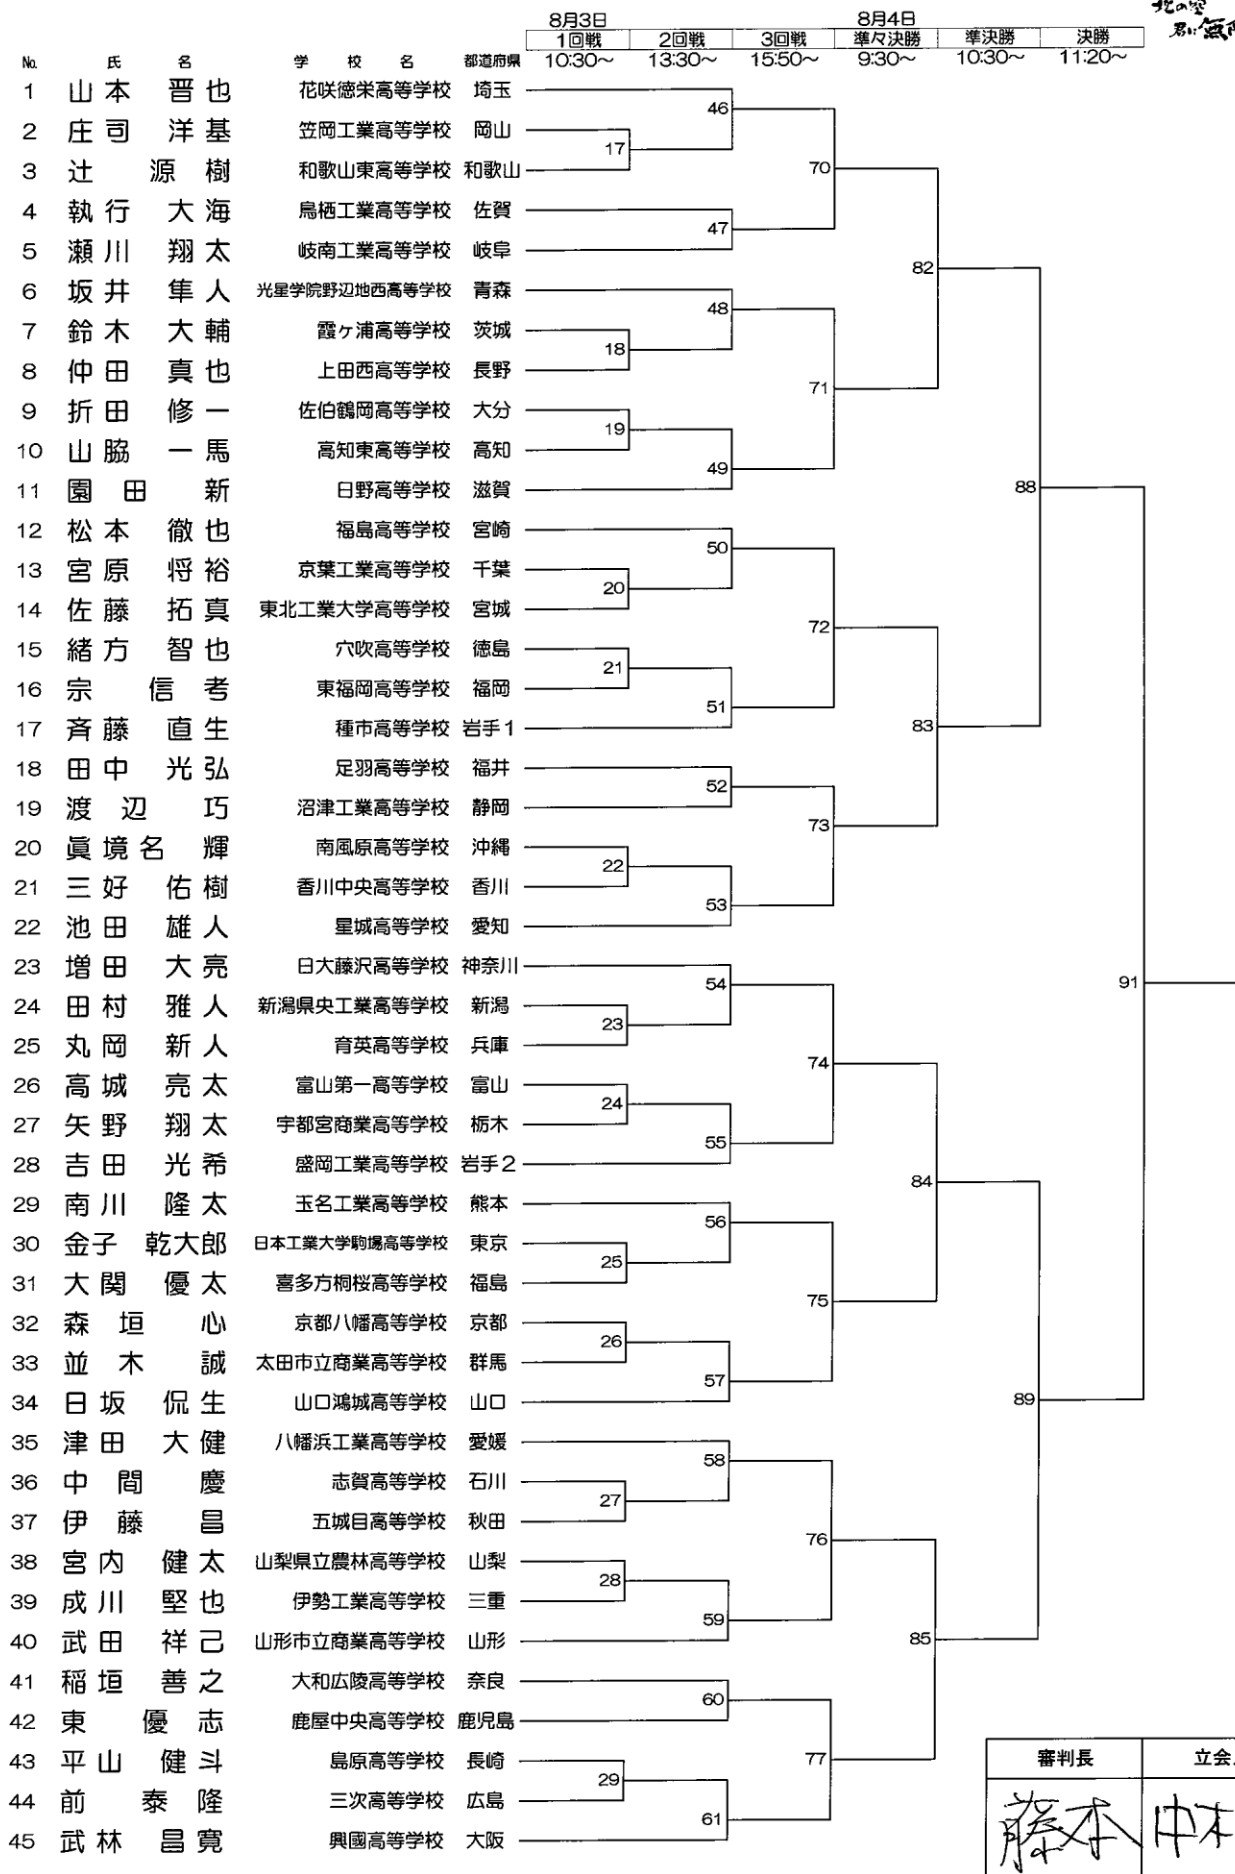 北の空
君に無限
8月3日 8月4日
1回戦 2回戦 3回戦 準々決勝 準決勝 決勝
No. 氏 名 学 校 名 都道府県 10:30～ 13:30～ 15:50～ 9:30～ 10:30～ 11:20～
1 山本 晋也 花咲徳栄高等学校 埼玉
46
2 庄司 洋基 笠岡工業高等学校 岡山
17
3 辻 源樹 和歌山東高等学校 和歌山
70
4 執行 大海 鳥栖工業高等学校 佐賀
47
5 瀬川 翔太 岐南工業高等学校 岐阜
82
6 坂井 隼人 光星学院野辺地西高等学校 青森
48
7 鈴木 大輔 霞ヶ浦高等学校 茨城
18
8 仲田 真也 上田西高等学校 長野
71
9 折田 修一 佐伯鶴岡高等学校 大分
19
10 山脇 一馬 高知東高等学校 高知
49
11 園田 新 日野高等学校 滋賀
88
12 松本 徹也 福島高等学校 宮崎
50
13 宮原 将裕 京葉工業高等学校 千葉
20
14 佐藤 拓真 東北工業大学高等学校 宮城
72
15 緒方 智也 穴吹高等学校 徳島
21
16 宗 信考 東福岡高等学校 福岡
51
17 斉藤 直生 種市高等学校 岩手1
83
18 田中 光弘 足羽高等学校 福井
52
19 渡辺 巧 沼津工業高等学校 静岡
73
20 眞境名 輝 南風原高等学校 沖縄
22
21 三好 佑樹 香川中央高等学校 香川
53
22 池田 雄人 星城高等学校 愛知
23 増田 大亮 日大藤沢高等学校 神奈川
54 91
24 田村 雅人 新潟県央工業高等学校 新潟
23
25 丸岡 新人 育英高等学校 兵庫
74
26 高城 亮太 富山第一高等学校 富山
24
27 矢野 翔太 宇都宮商業高等学校 栃木
55
28 吉田 光希 盛岡工業高等学校 岩手2
84
29 南川 隆太 玉名工業高等学校 熊本
56
30 金子 乾大郎 日本工業大学駒場高等学校 東京
25
31 大関 優太 喜多方桐桜高等学校 福島
75
32 森垣 心 京都八幡高等学校 京都
26
33 並木 誠 太田市立商業高等学校 群馬
57
34 日坂 侃生 山口鴻城高等学校 山口
89
35 津田 大健 八幡浜工業高等学校 愛媛
58
36 中間 慶 志賀高等学校 石川
27
37 伊藤 昌 五城目高等学校 秋田
76
38 宮内 健太 山梨県立農林高等学校 山梨
28
39 成川 堅也 伊勢工業高等学校 三重
59
40 武田 祥己 山形市立商業高等学校 山形
85
41 稲垣 善之 大和広陵高等学校 奈良
60
42 東 優志 鹿屋中央高等学校 鹿児島
77
43 平山 健斗 島原高等学校 長崎
29
44 前 泰隆 三次高等学校 広島
61
45 武林 昌寛 興國高等学校 大阪
審判長 立会
藤本 中本